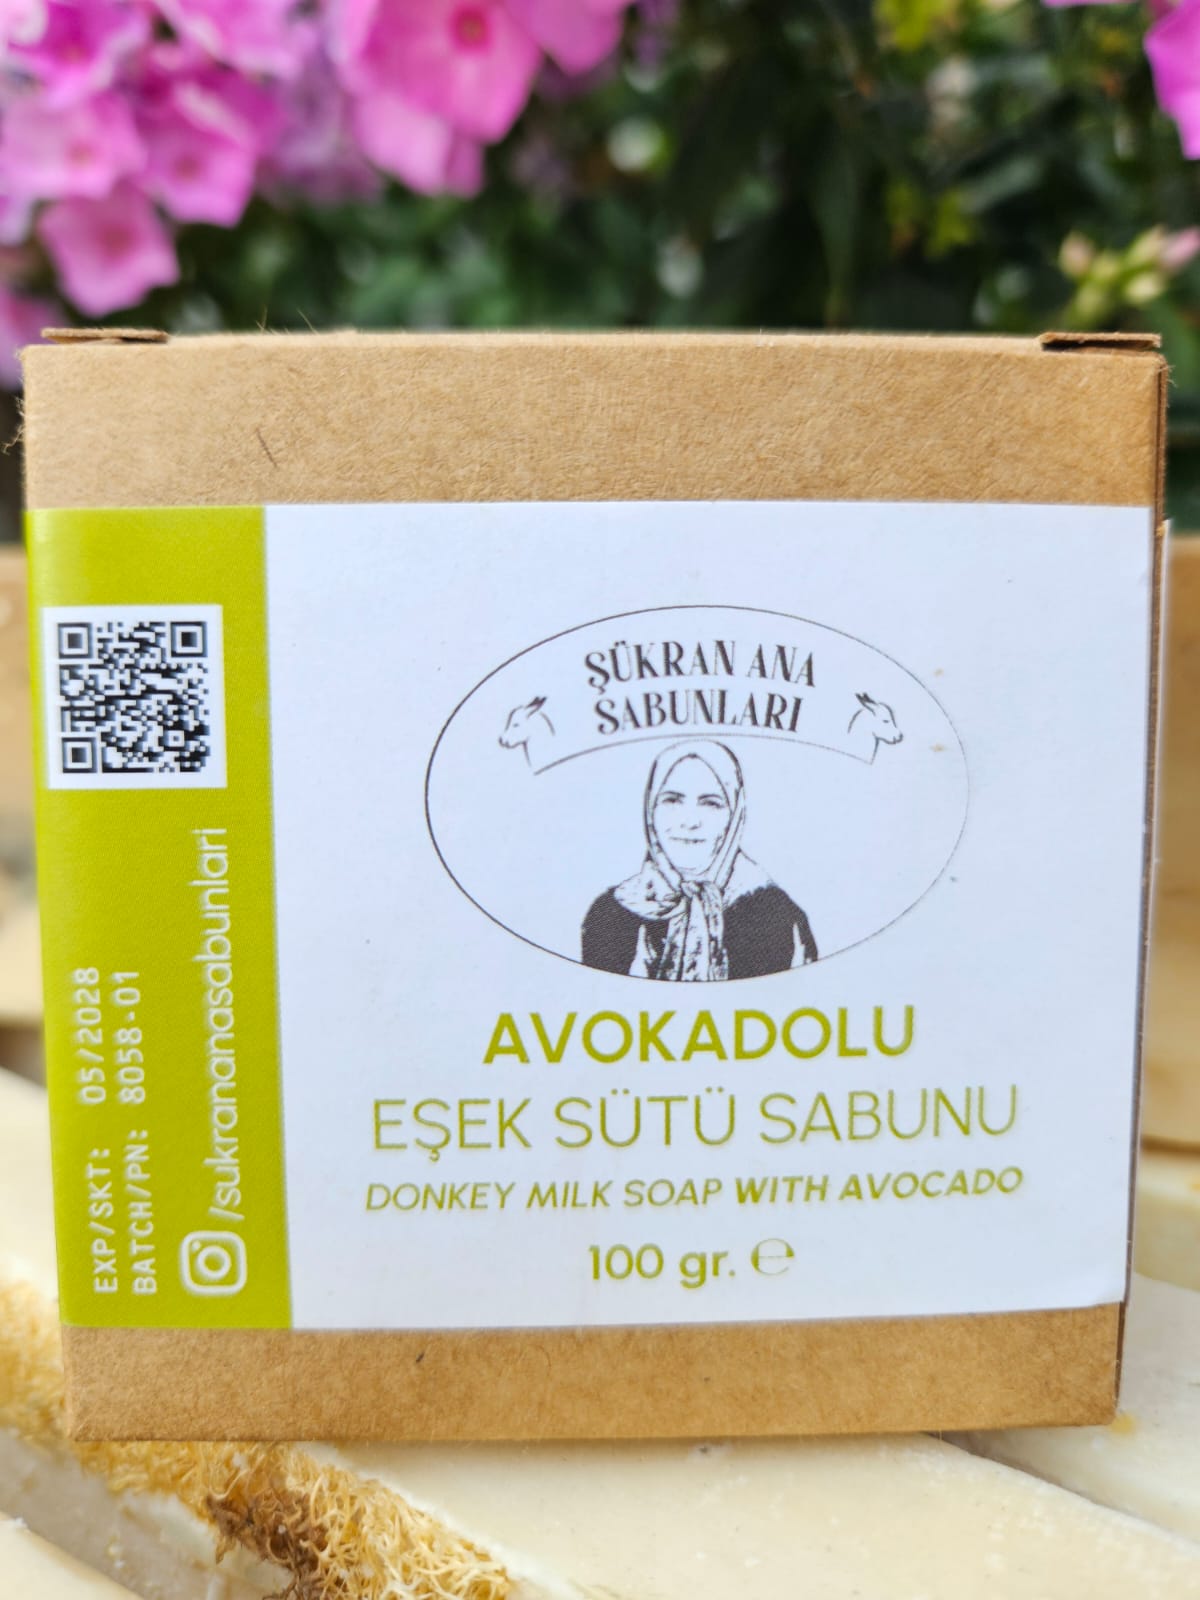 ŞÜKRAN ANA
SABUNLARI
AVOKADOLU
EŞEK SÜTÜ SABUNU
DONKEY MILK SOAP WITH AVOCADO
100 gr. ℮
EXP/SKT: 05/2028
BATCH/PN: 8058-01
/sukrananasabunlari